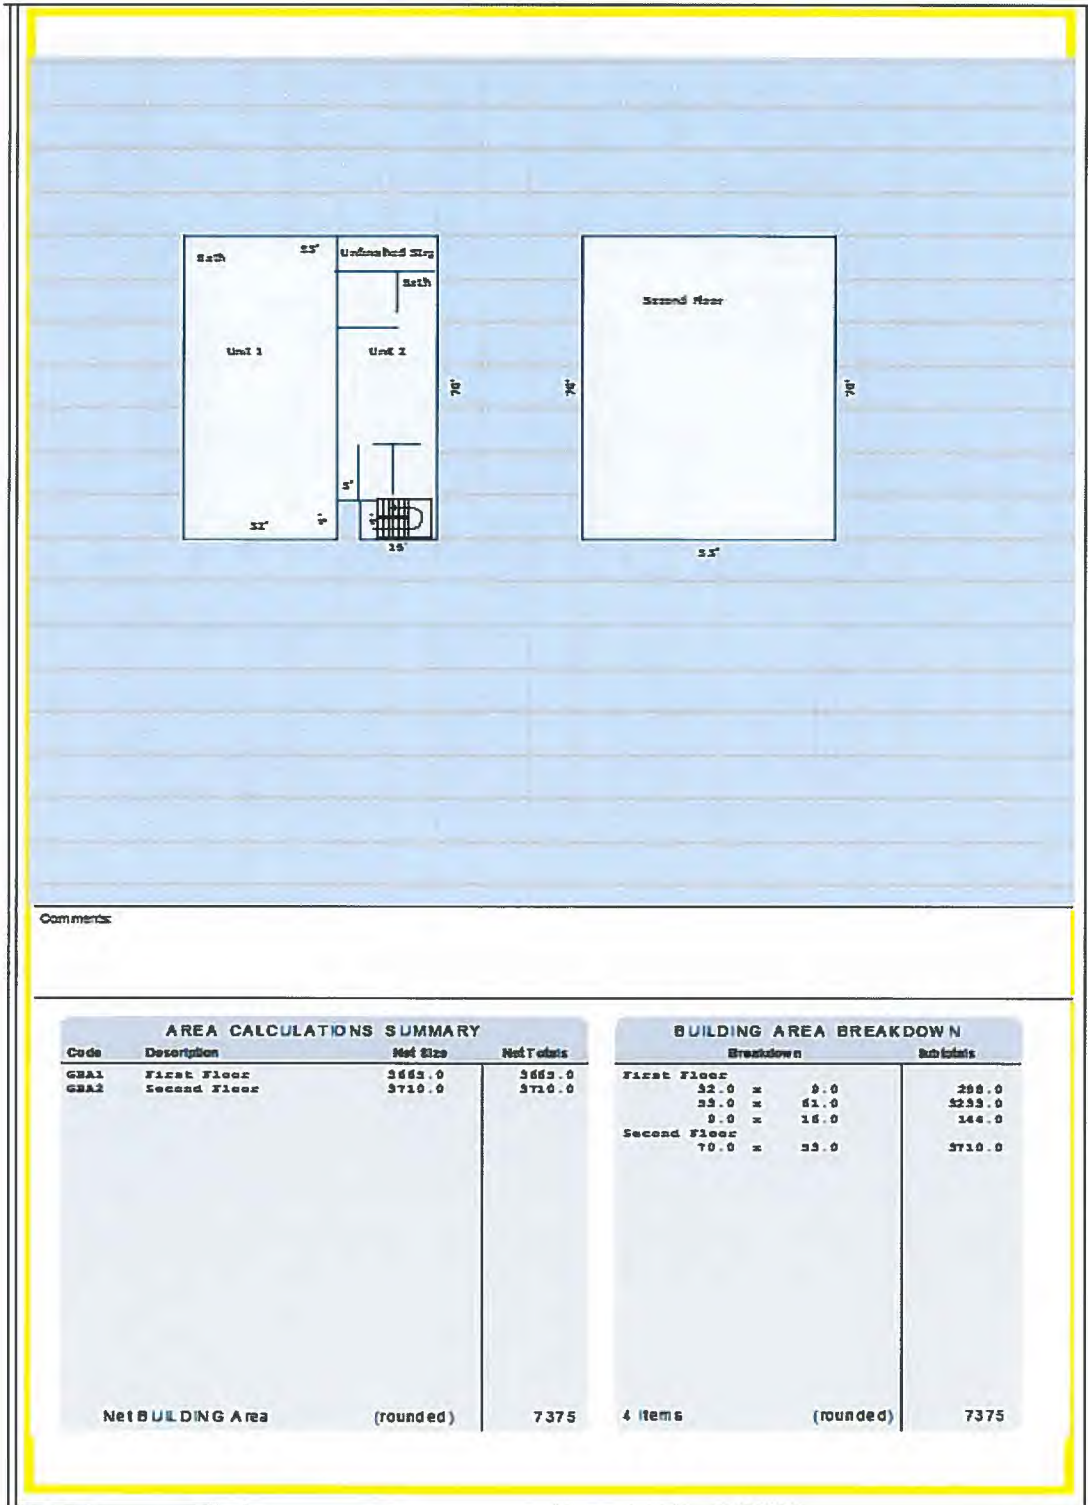 Bath
53'
Unfinished Strg
Bath
Second Floor
Unit 1
Unit 2
70'
70'
70'
5'
32'
9'
9'
16'
53'
Comments:
AREA CALCULATIONS SUMMARY
Code Description Net Size Net Totals
GBA1 First Floor 3665.0 3665.0
GBA2 Second Floor 3710.0 3710.0
Net BUILDING Area (rounded) 7375
BUILDING AREA BREAKDOWN
Breakdown Subtotals
First Floor
32.0 x 9.0 288.0
53.0 x 61.0 3233.0
9.0 x 16.0 144.0
Second Floor
70.0 x 53.0 3710.0
4 Items (rounded) 7375